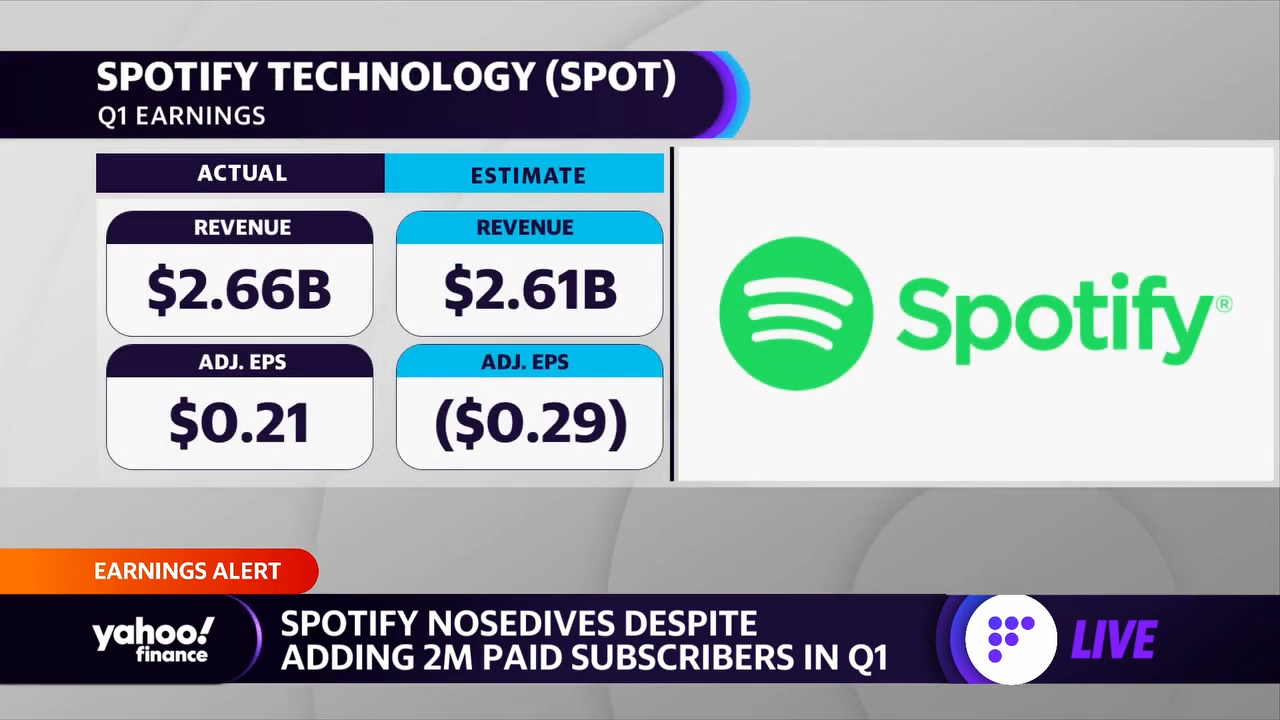 SPOTIFY TECHNOLOGY (SPOT)
Q1 EARNINGS
ACTUAL
ESTIMATE
REVENUE
REVENUE
$2.66B
$2.61B
ADJ. EPS
ADJ. EPS
$0.21
($0.29)
Spotify®
EARNINGS ALERT
yahoo!
finance
SPOTIFY NOSEDIVES DESPITE
ADDING 2M PAID SUBSCRIBERS IN Q1
LIVE